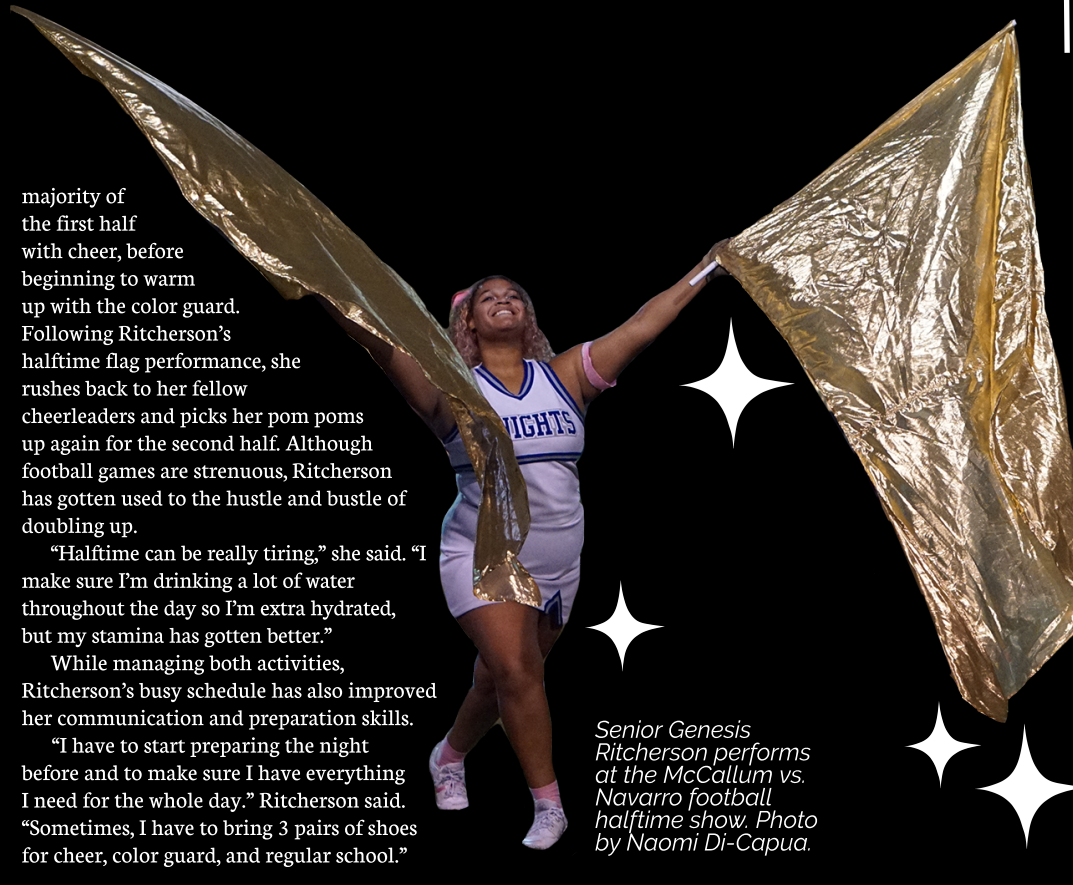 majority of
the first half
with cheer, before
beginning to warm
up with the color guard.
Following Ritcherson’s
halftime flag performance, she
rushes back to her fellow
cheerleaders and picks her pom poms
up again for the second half. Although
football games are strenuous, Ritcherson
has gotten used to the hustle and bustle of
doubling up.
“Halftime can be really tiring,” she said. “I
make sure I’m drinking a lot of water
throughout the day so I’m extra hydrated,
but my stamina has gotten better.”
While managing both activities,
Ritcherson’s busy schedule has also improved
her communication and preparation skills.
“I have to start preparing the night
before and to make sure I have everything
I need for the whole day.” Ritcherson said.
“Sometimes, I have to bring 3 pairs of shoes
for cheer, color guard, and regular school.”
NIGHTS
Senior Genesis
Ritcherson performs
at the McCallum vs.
Navarro football
halftime show. Photo
by Naomi Di-Capua.